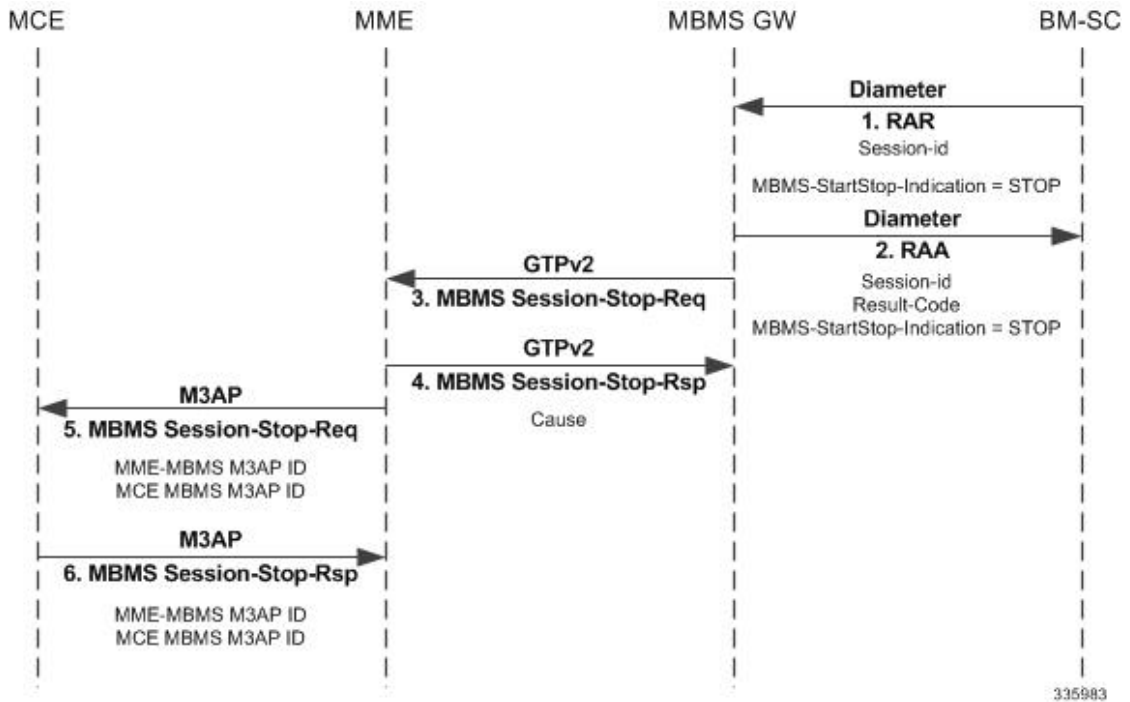 MCE
MME
MBMS GW
BM-SC
Diameter
1. RAR
Session-id
MBMS-StartStop-Indication = STOP
Diameter
2. RAA
Session-id
Result-Code
MBMS-StartStop-Indication = STOP
GTPv2
3. MBMS Session-Stop-Req
GTPv2
4. MBMS Session-Stop-Rsp
Cause
M3AP
5. MBMS Session-Stop-Req
MME-MBMS M3AP ID
MCE MBMS M3AP ID
M3AP
6. MBMS Session-Stop-Rsp
MME-MBMS M3AP ID
MCE MBMS M3AP ID
335983